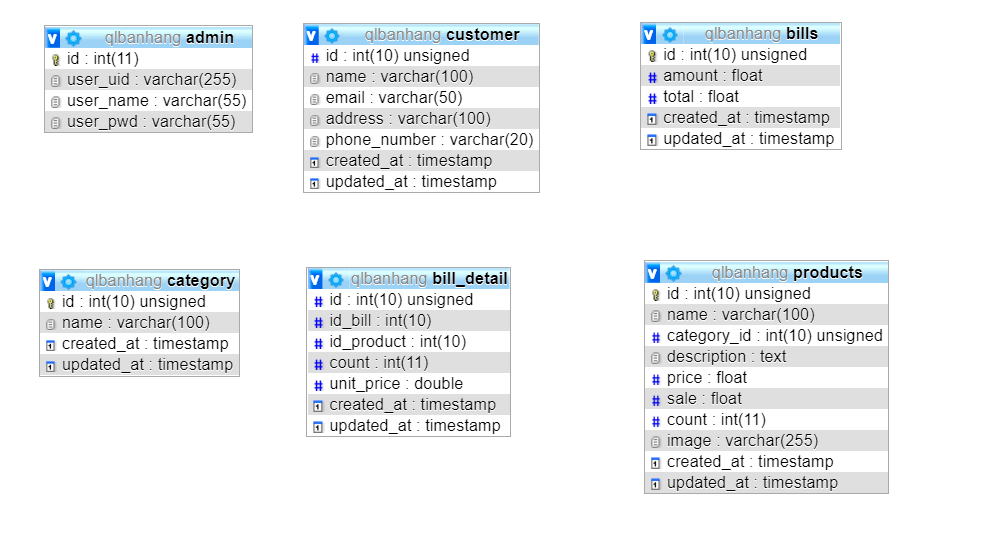 qlbanhang admin
id : int(11)
user_uid : varchar(255)
user_name : varchar(55)
user_pwd : varchar(55)
qlbanhang customer
id : int(10) unsigned
name : varchar(100)
email : varchar(50)
address : varchar(100)
phone_number : varchar(20)
created_at : timestamp
updated_at : timestamp
qlbanhang bills
id : int(10) unsigned
amount : float
total : float
created_at : timestamp
updated_at : timestamp
qlbanhang category
id : int(10) unsigned
name : varchar(100)
created_at : timestamp
updated_at : timestamp
qlbanhang bill_detail
id : int(10) unsigned
id_bill : int(10)
id_product : int(10)
count : int(11)
unit_price : double
created_at : timestamp
updated_at : timestamp
qlbanhang products
id : int(10) unsigned
name : varchar(100)
category_id : int(10) unsigned
description : text
price : float
sale : float
count : int(11)
image : varchar(255)
created_at : timestamp
updated_at : timestamp